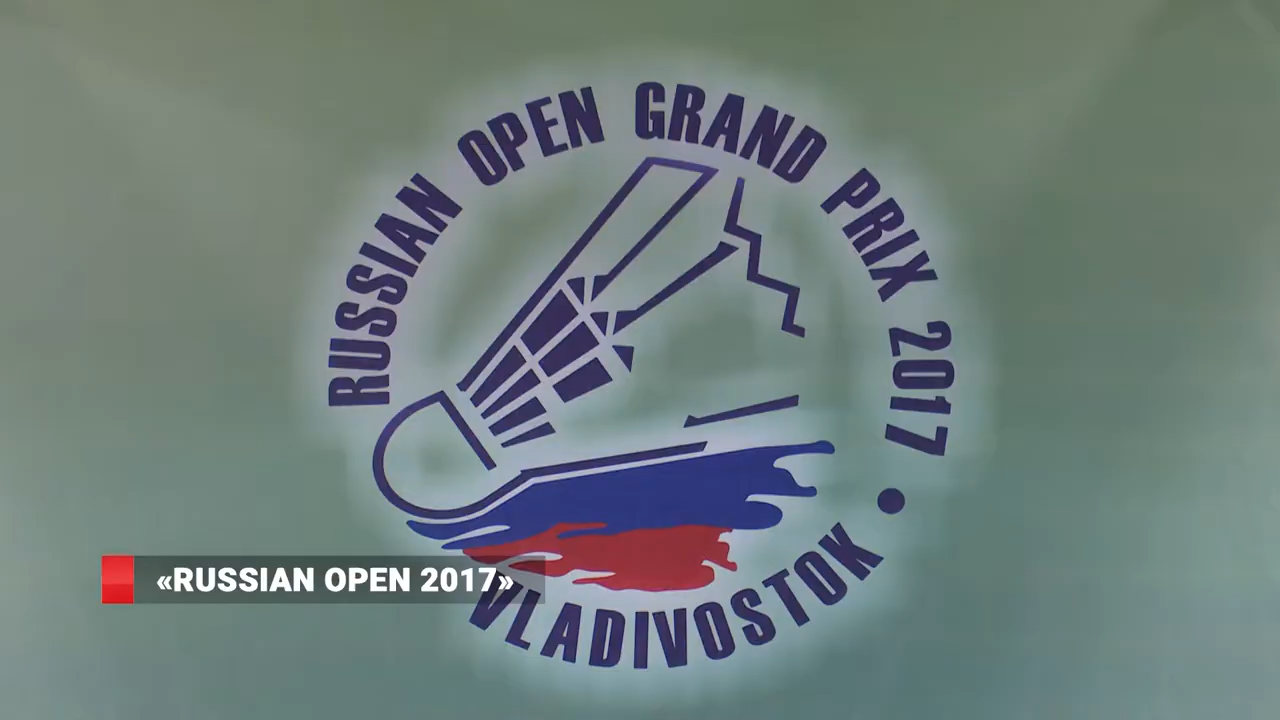 RUSSIAN OPEN GRAND PRIX 2017 • VLADIVOSTOK
«RUSSIAN OPEN 2017»